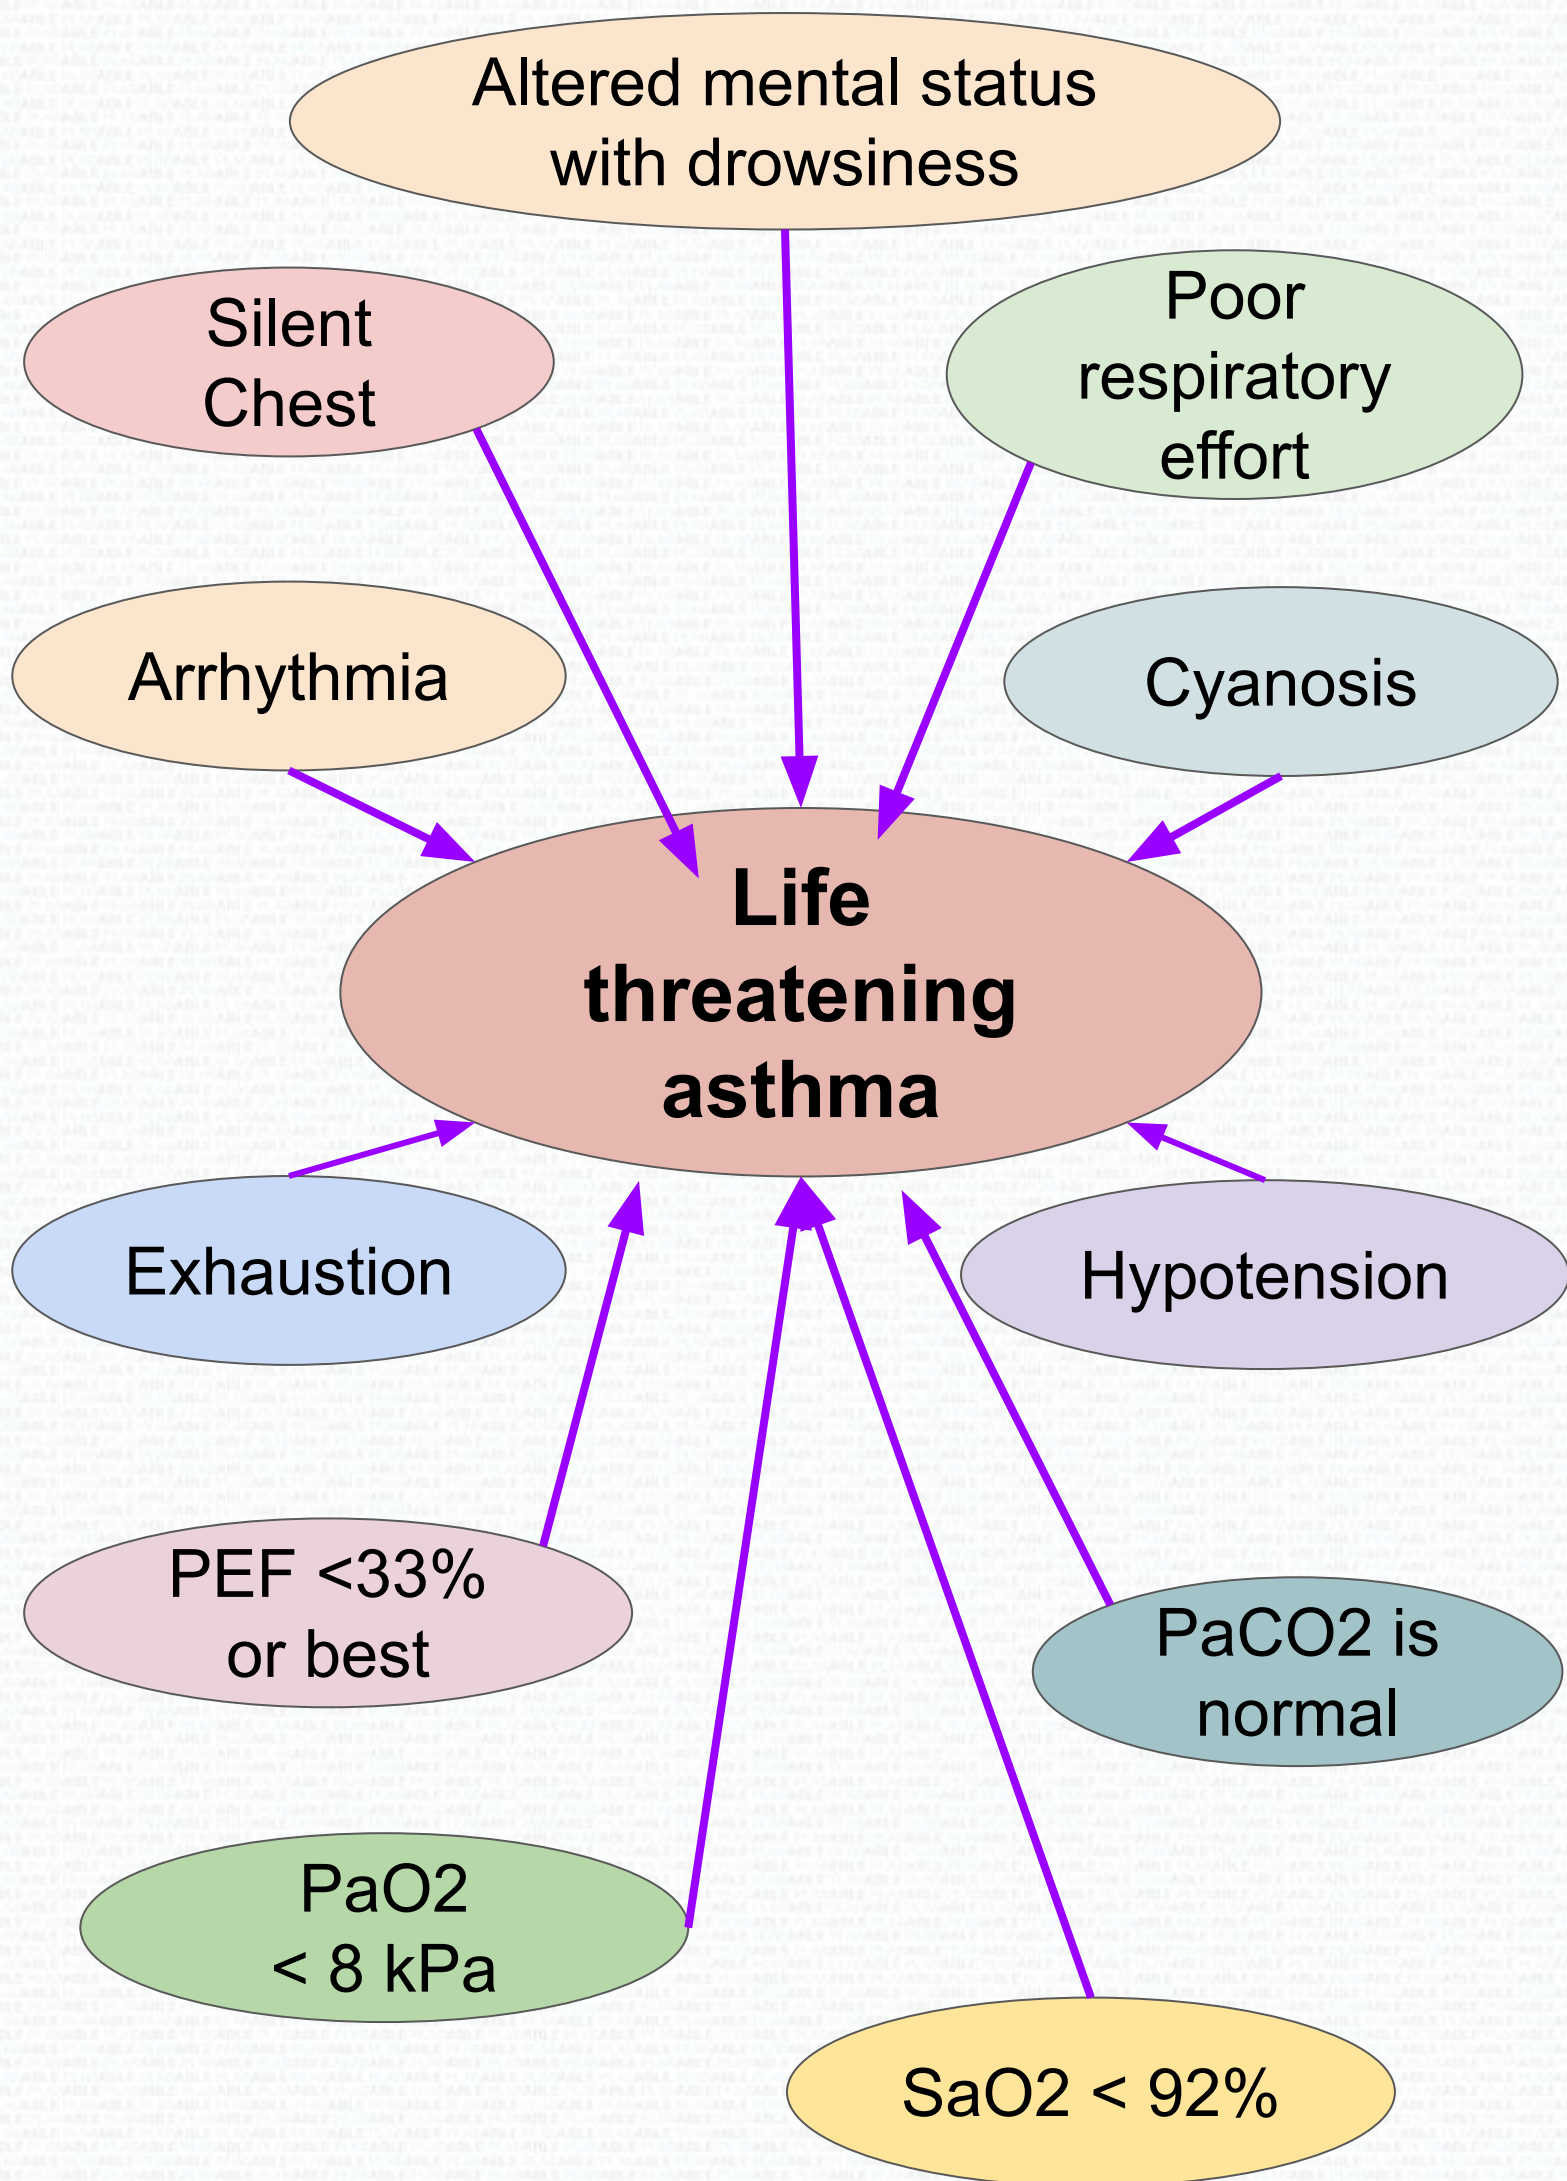 Altered mental status
with drowsiness
Silent
Chest
Poor
respiratory
effort
Arrhythmia
Cyanosis
Life
threatening
asthma
Exhaustion
Hypotension
PEF <33%
or best
PaCO2 is
normal
PaO2
< 8 kPa
SaO2 < 92%